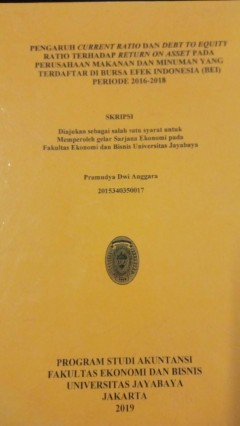 PENGARUH CURRENT RATIO DAN DEBT TO EQUITY
RATIO TERHADAP RETURN ON ASSET PADA
PERUSAHAAN MAKANAN DAN MINUMAN YANG
TERDAFTAR DI BURSA EFEK INDONESIA (BEI)
PERIODE 2016-2018
SKRIPSI
Diajukan sebagai salah satu syarat untuk
Memperoleh gelar Sarjana Ekonomi pada
Fakultas Ekonomi dan Bisnis Universitas Jayabaya
Pramudya Dwi Anggara
2015340350017
PROGRAM STUDI AKUNTANSI
FAKULTAS EKONOMI DAN BISNIS
UNIVERSITAS JAYABAYA
JAKARTA
2019